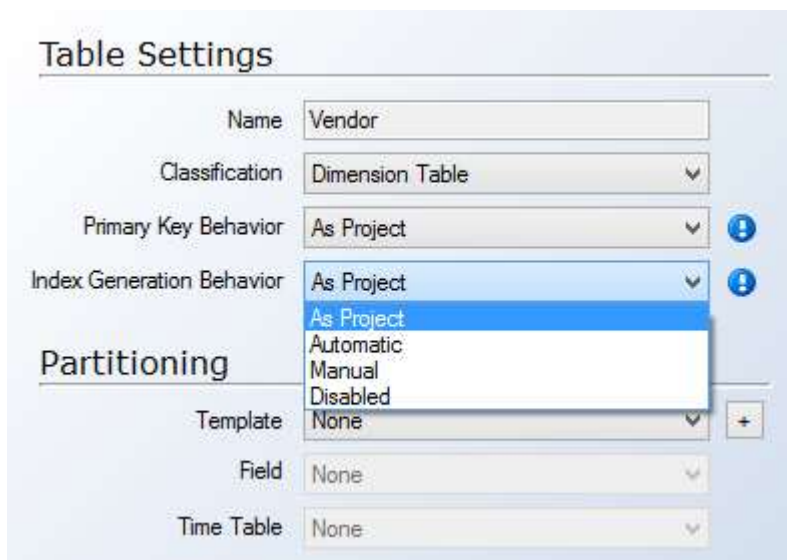 Table Settings
Name Vendor
Classification Dimension Table
Primary Key Behavior As Project
Index Generation Behavior As Project
As Project
Automatic
Manual
Disabled
Partitioning
Template None +
Field None
Time Table None